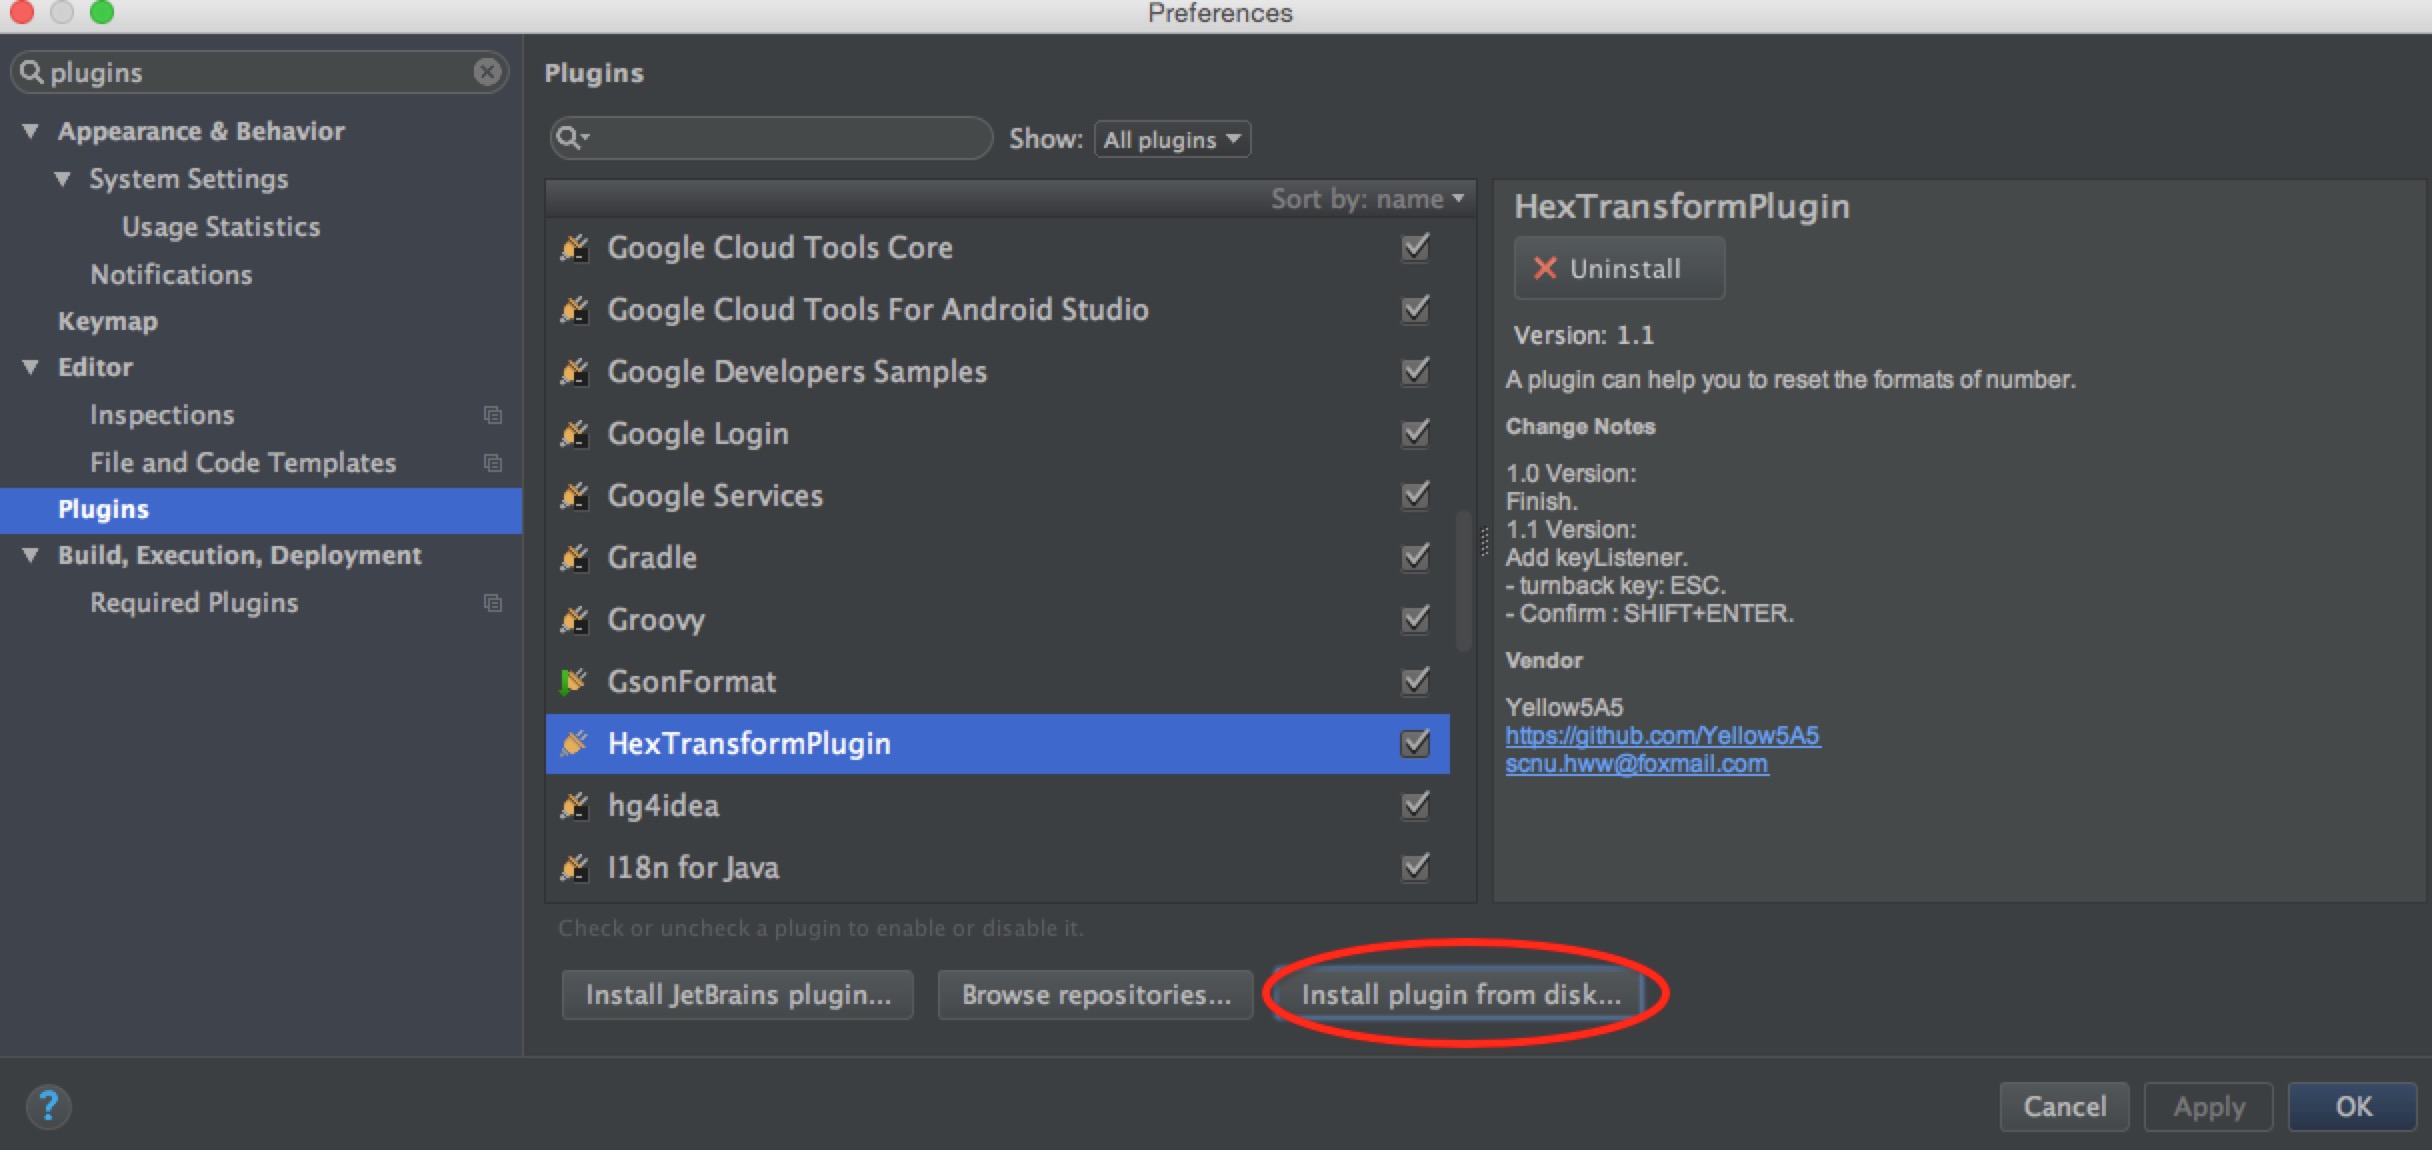 Preferences
plugins
Appearance & Behavior
System Settings
Usage Statistics
Notifications
Keymap
Editor
Inspections
File and Code Templates
Plugins
Build, Execution, Deployment
Required Plugins
Plugins
Show: All plugins
Sort by: name
Google Cloud Tools Core
Google Cloud Tools For Android Studio
Google Developers Samples
Google Login
Google Services
Gradle
Groovy
GsonFormat
HexTransformPlugin
hg4idea
I18n for Java
Check or uncheck a plugin to enable or disable it.
Install JetBrains plugin...
Browse repositories...
Install plugin from disk...
HexTransformPlugin
Uninstall
Version: 1.1
A plugin can help you to reset the formats of number.
Change Notes
1.0 Version:
Finish.
1.1 Version:
Add keyListener.
- turnback key: ESC.
- Confirm : SHIFT+ENTER.
Vendor
Yellow5A5
https://github.com/Yellow5A5
scnu.hww@foxmail.com
?
Cancel
Apply
OK